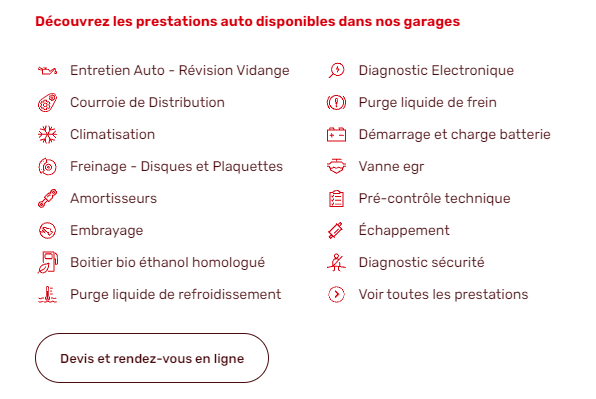 Découvrez les prestations auto disponibles dans nos garages
Entretien Auto - Révision Vidange
Courroie de Distribution
Climatisation
Freinage - Disques et Plaquettes
Amortisseurs
Embrayage
Boitier bio éthanol homologué
Purge liquide de refroidissement
Diagnostic Electronique
Purge liquide de frein
Démarrage et charge batterie
Vanne egr
Pré-contrôle technique
Échappement
Diagnostic sécurité
Voir toutes les prestations
Devis et rendez-vous en ligne